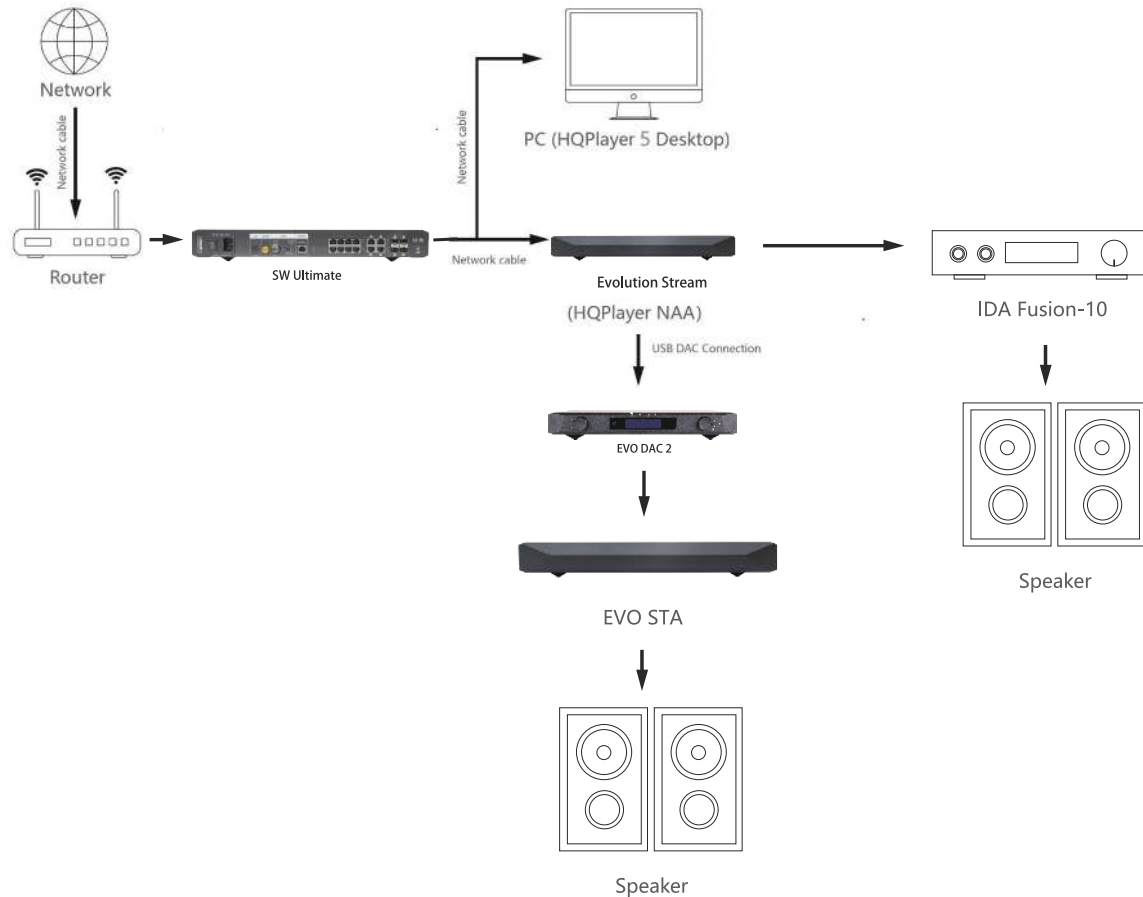 Network
Network cable
Network cable
PC (HQPlayer 5 Desktop)
Router
SW Ultimate
Network cable
Evolution Stream
(HQPlayer NAA)
IDA Fusion-10
USB DAC Connection
EVO DAC 2
Speaker
EVO STA
Speaker